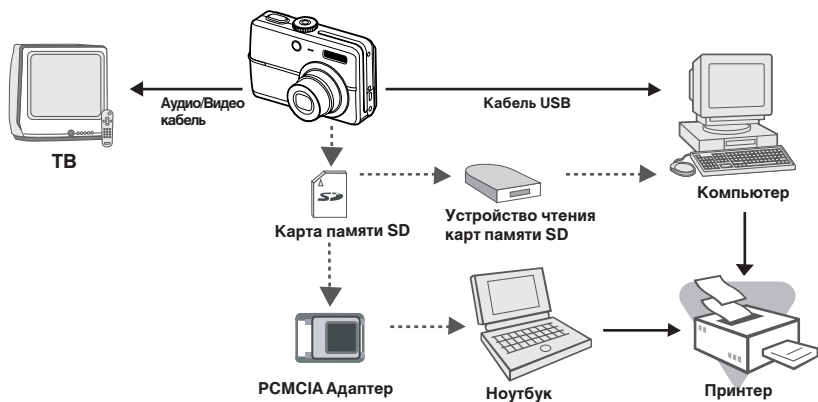 Аудио/Видео
кабель
Кабель USB
ТВ
SD
Карта памяти SD
Устройство чтения
карт памяти SD
Компьютер
PCMCIA Адаптер
Ноутбук
Принтер